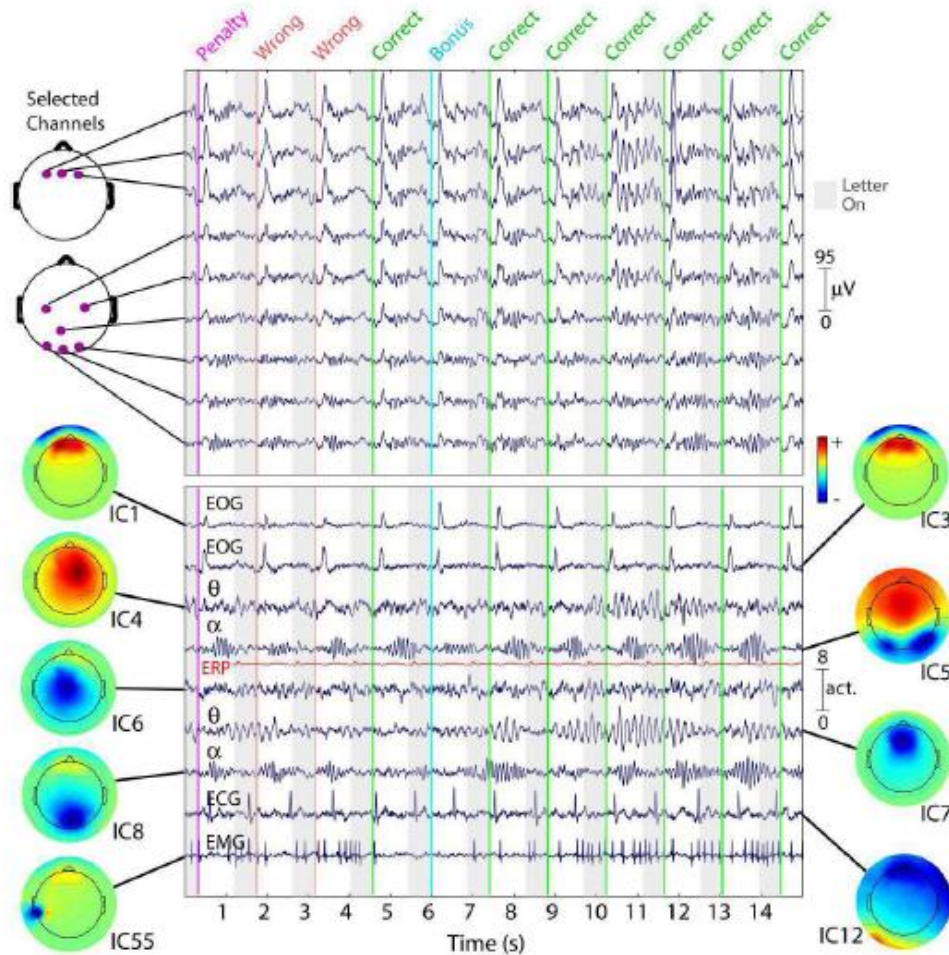 Penalty
Wrong
Wrong
Correct
Bonus
Correct
Correct
Correct
Correct
Correct
Correct
Selected
Channels
Letter
On
95
μV
0
+
-
IC1
IC3
IC4
IC5
IC6
IC7
IC8
IC12
IC55
EOG
EOG
θ
α
ERP
θ
α
ECG
EMG
8
act.
0
1 2 3 4 5 6 7 8 9 10 11 12 13 14
Time (s)